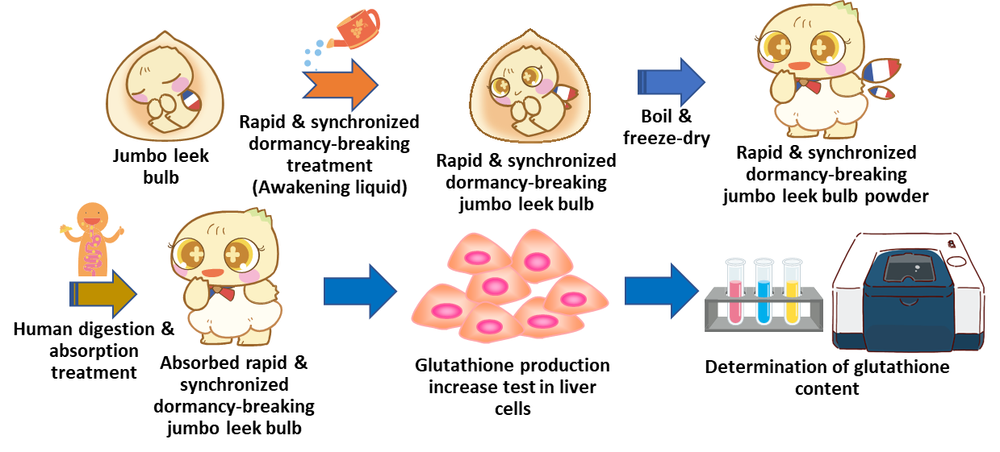 Jumbo leek
bulb
Rapid & synchronized
dormancy-breaking
treatment
(Awakening liquid)
Rapid & synchronized
dormancy-breaking
jumbo leek bulb
Boil &
freeze-dry
Rapid & synchronized
dormancy-breaking
jumbo leek bulb powder
Human digestion &
absorption
treatment
Absorbed rapid &
synchronized
dormancy-breaking
jumbo leek bulb
Glutathione production
increase test in liver
cells
Determination of glutathione
content